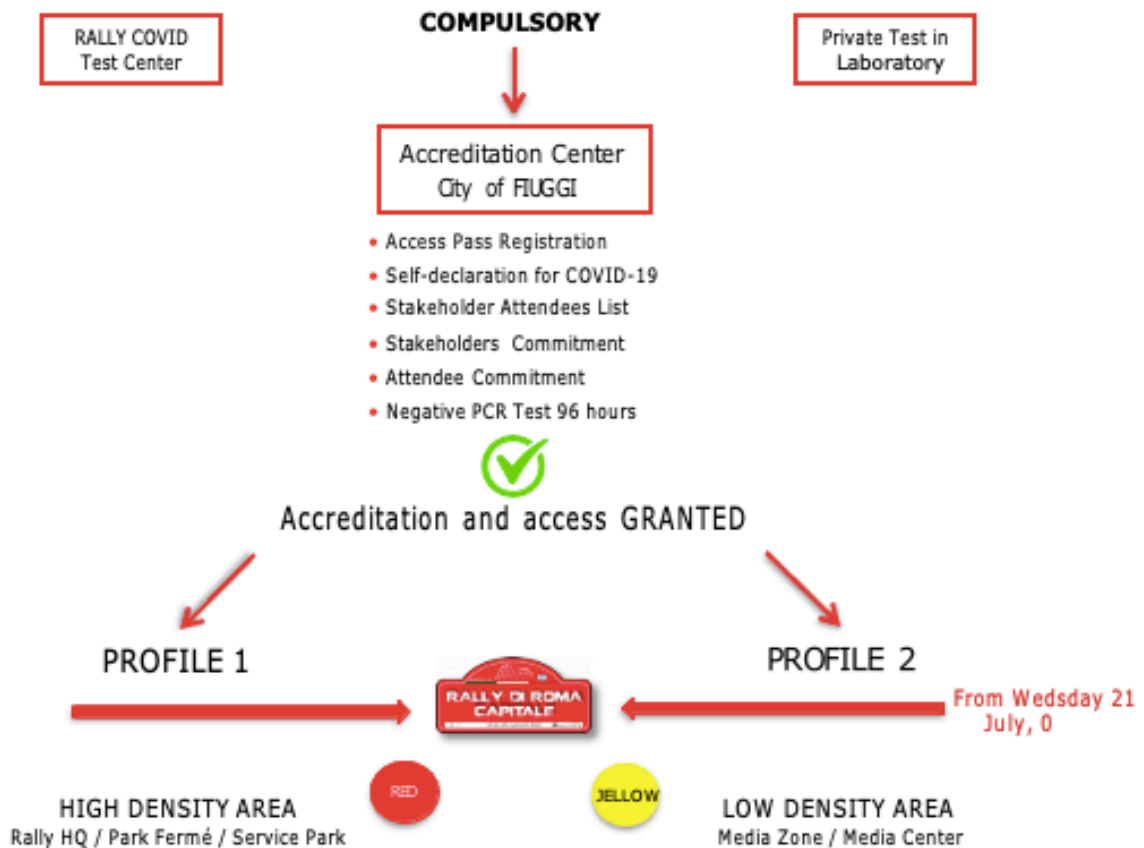 COMPULSORY
RALLY COVID
Test Center
Private Test in
Laboratory
Accreditation Center
City of FIUGGI
• Access Pass Registration
• Self-declaration for COVID-19
• Stakeholder Attendees List
• Stakeholders Commitment
• Attendee Commitment
• Negative PCR Test 96 hours
Accreditation and access GRANTED
PROFILE 1
PROFILE 2
RALLY DI ROMA
CAPITALE
From Wedsday 21
July, 0
RED
JELLOW
HIGH DENSITY AREA
Rally HQ / Park Fermé / Service Park
LOW DENSITY AREA
Media Zone / Media Center